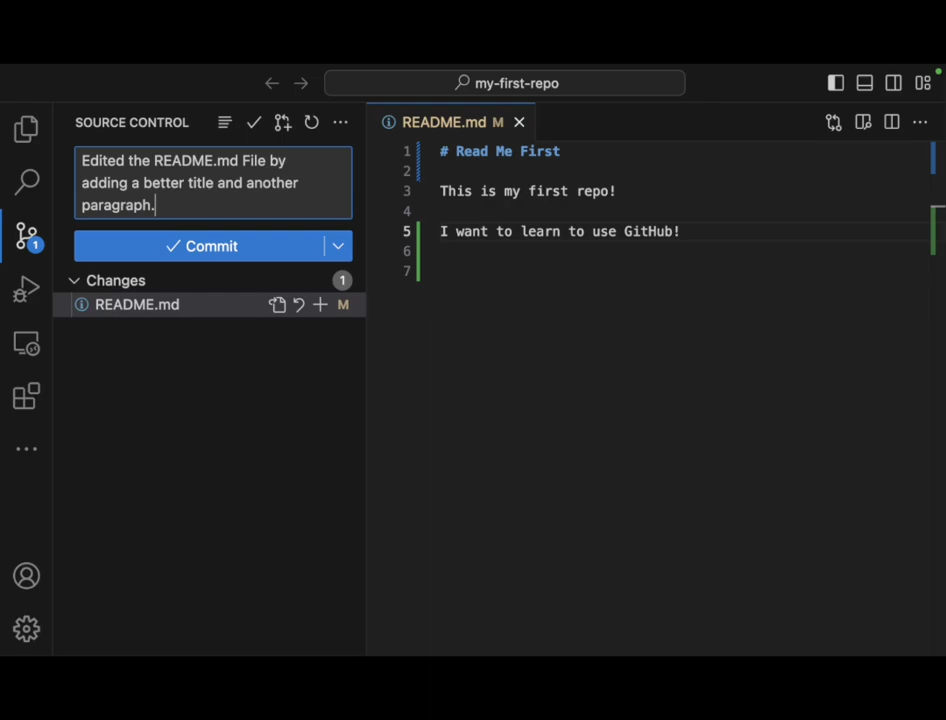 my-first-repo
SOURCE CONTROL
Edited the README.md File by
adding a better title and another
paragraph.
Commit
Changes
1
README.md
M
1
README.md M
1 # Read Me First
2
3 This is my first repo!
4
5 I want to learn to use GitHub!
6
7